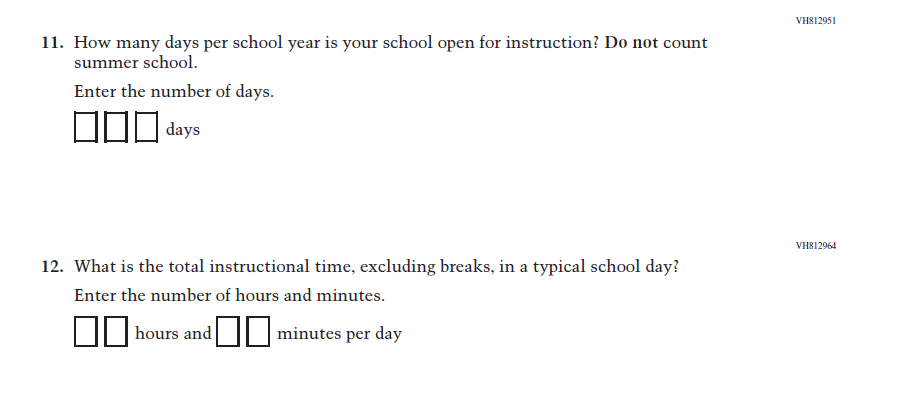 VH812951
11. How many days per school year is your school open for instruction? Do not count
summer school.
Enter the number of days.
days
VH812964
12. What is the total instructional time, excluding breaks, in a typical school day?
Enter the number of hours and minutes.
hours and minutes per day